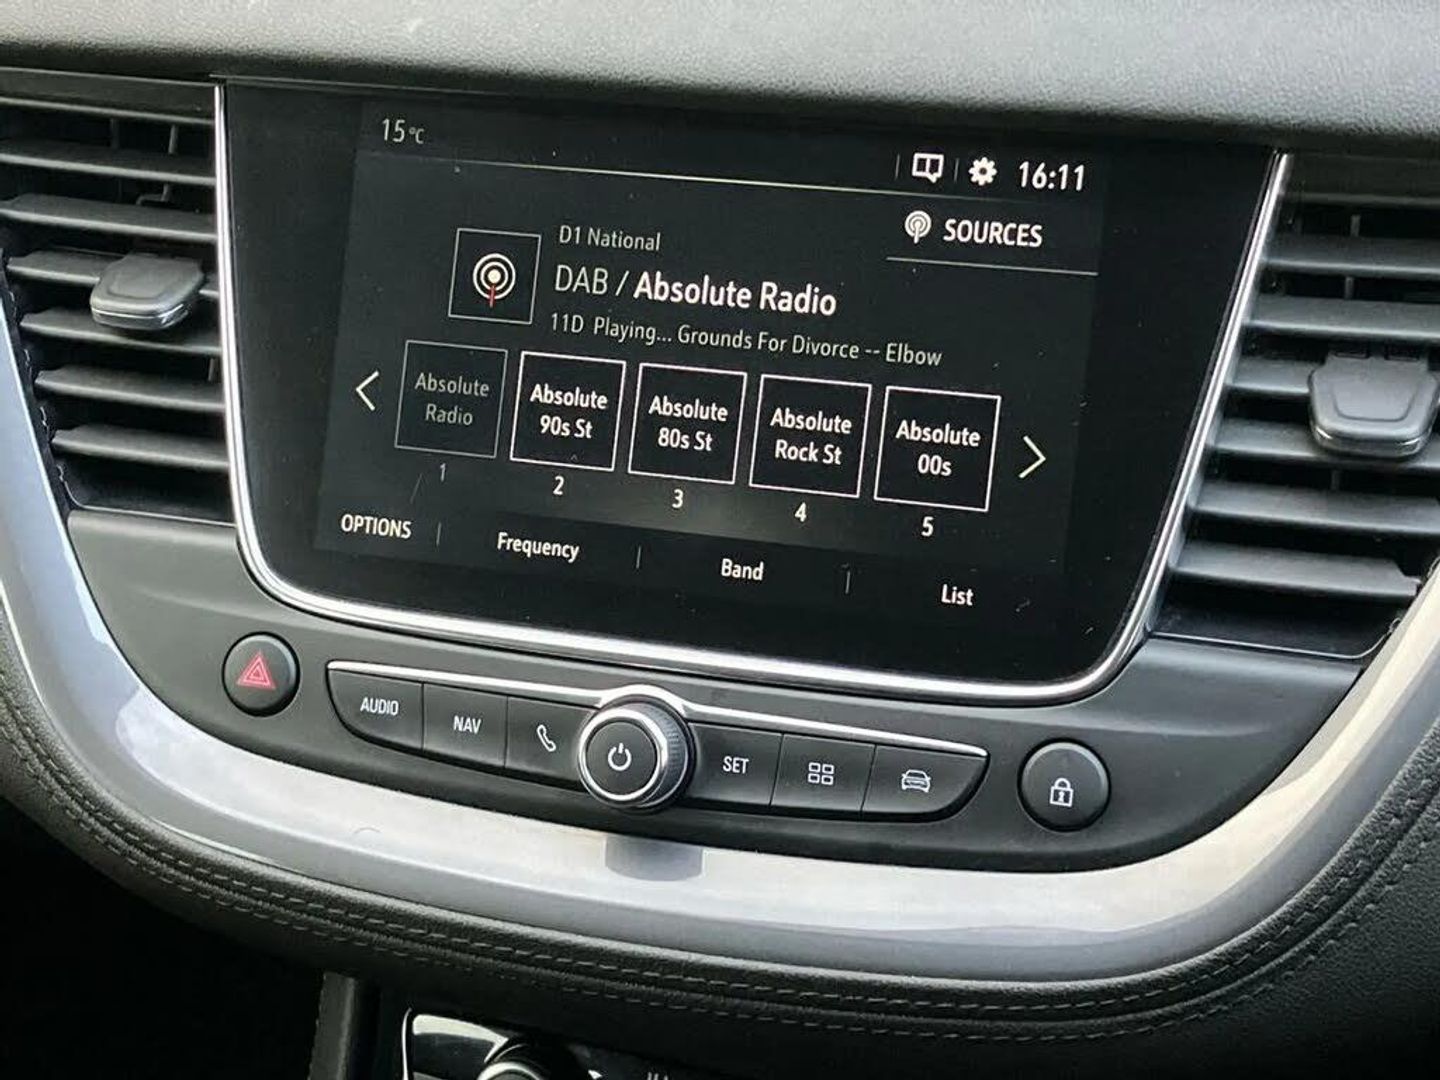 15°C
16:11
SOURCES
D1 National
DAB / Absolute Radio
11D Playing... Grounds For Divorce -- Elbow
Absolute
Radio
Absolute
90s St
Absolute
80s St
Absolute
Rock St
Absolute
00s
1
2
3
4
5
OPTIONS
Frequency
Band
List
AUDIO
NAV
SET